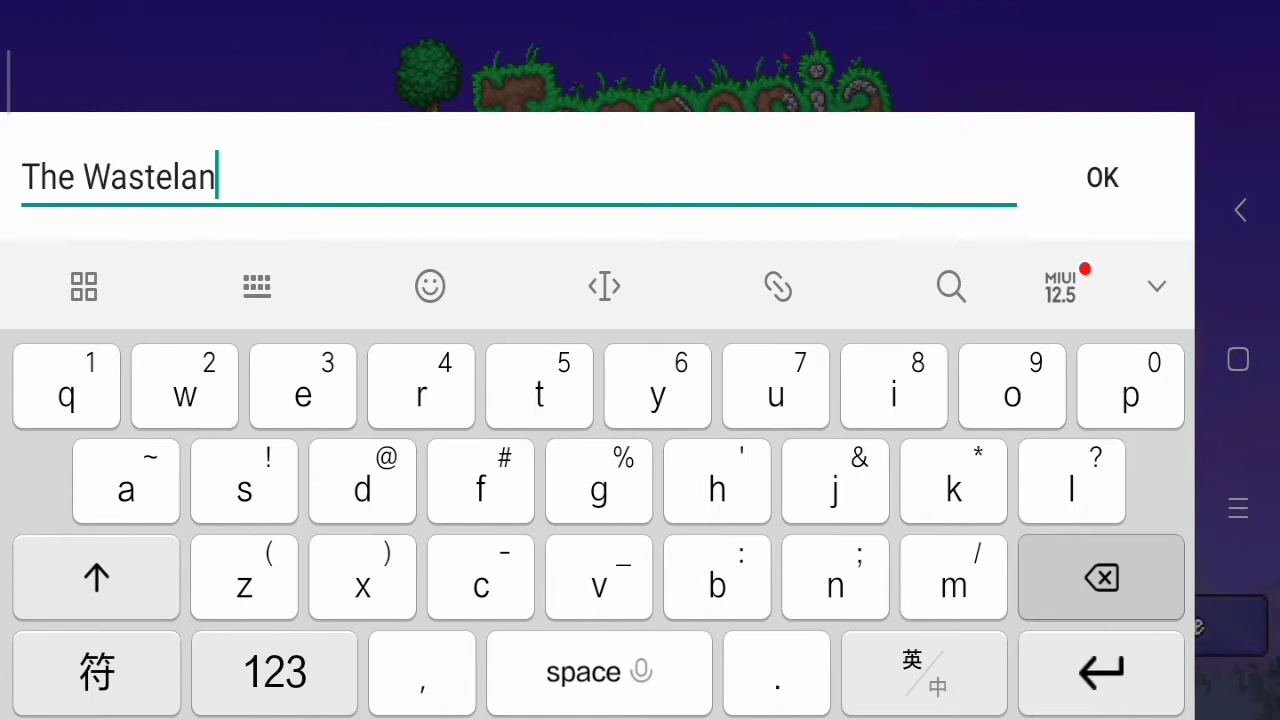 Terraria
The Wastelan
OK
MIUI
12.5
1 2 3 4 5 6 7 8 9 0
q w e r t y u i o p
~ ! @ # % ' & * ?
a s d f g h j k l
( ) - _ : ; /
z x c v b n m
符 123 , space . 英/中